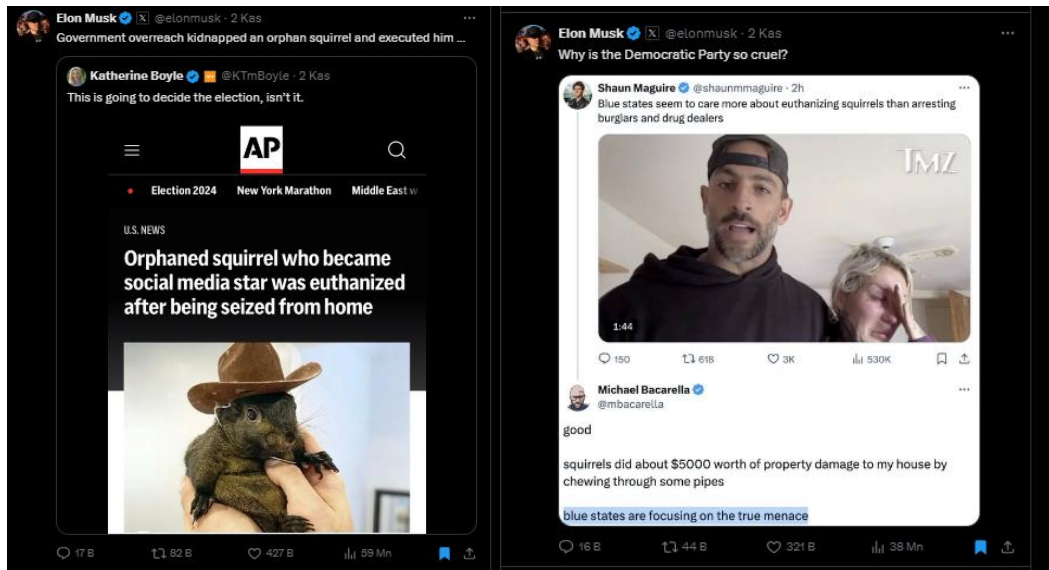 Elon Musk @elonmusk · 2 Kas
Government overreach kidnapped an orphan squirrel and executed him ...
Katherine Boyle @KTmBoyle · 2 Kas
This is going to decide the election, isn't it.
AP
Election 2024 New York Marathon Middle East w
U.S. NEWS
Orphaned squirrel who became
social media star was euthanized
after being seized from home
17 B 82 B 427 B 59 Mn
Elon Musk @elonmusk · 2 Kas
Why is the Democratic Party so cruel?
Shaun Maguire @shaunmmaguire · 2h
Blue states seem to care more about euthanizing squirrels than arresting
burglars and drug dealers
TMZ
1:44
150 618 3K 530K
Michael Bacarella
@mbacarella
good
squirrels did about $5000 worth of property damage to my house by
chewing through some pipes
blue states are focusing on the true menace
16 B 44 B 321 B 38 Mn